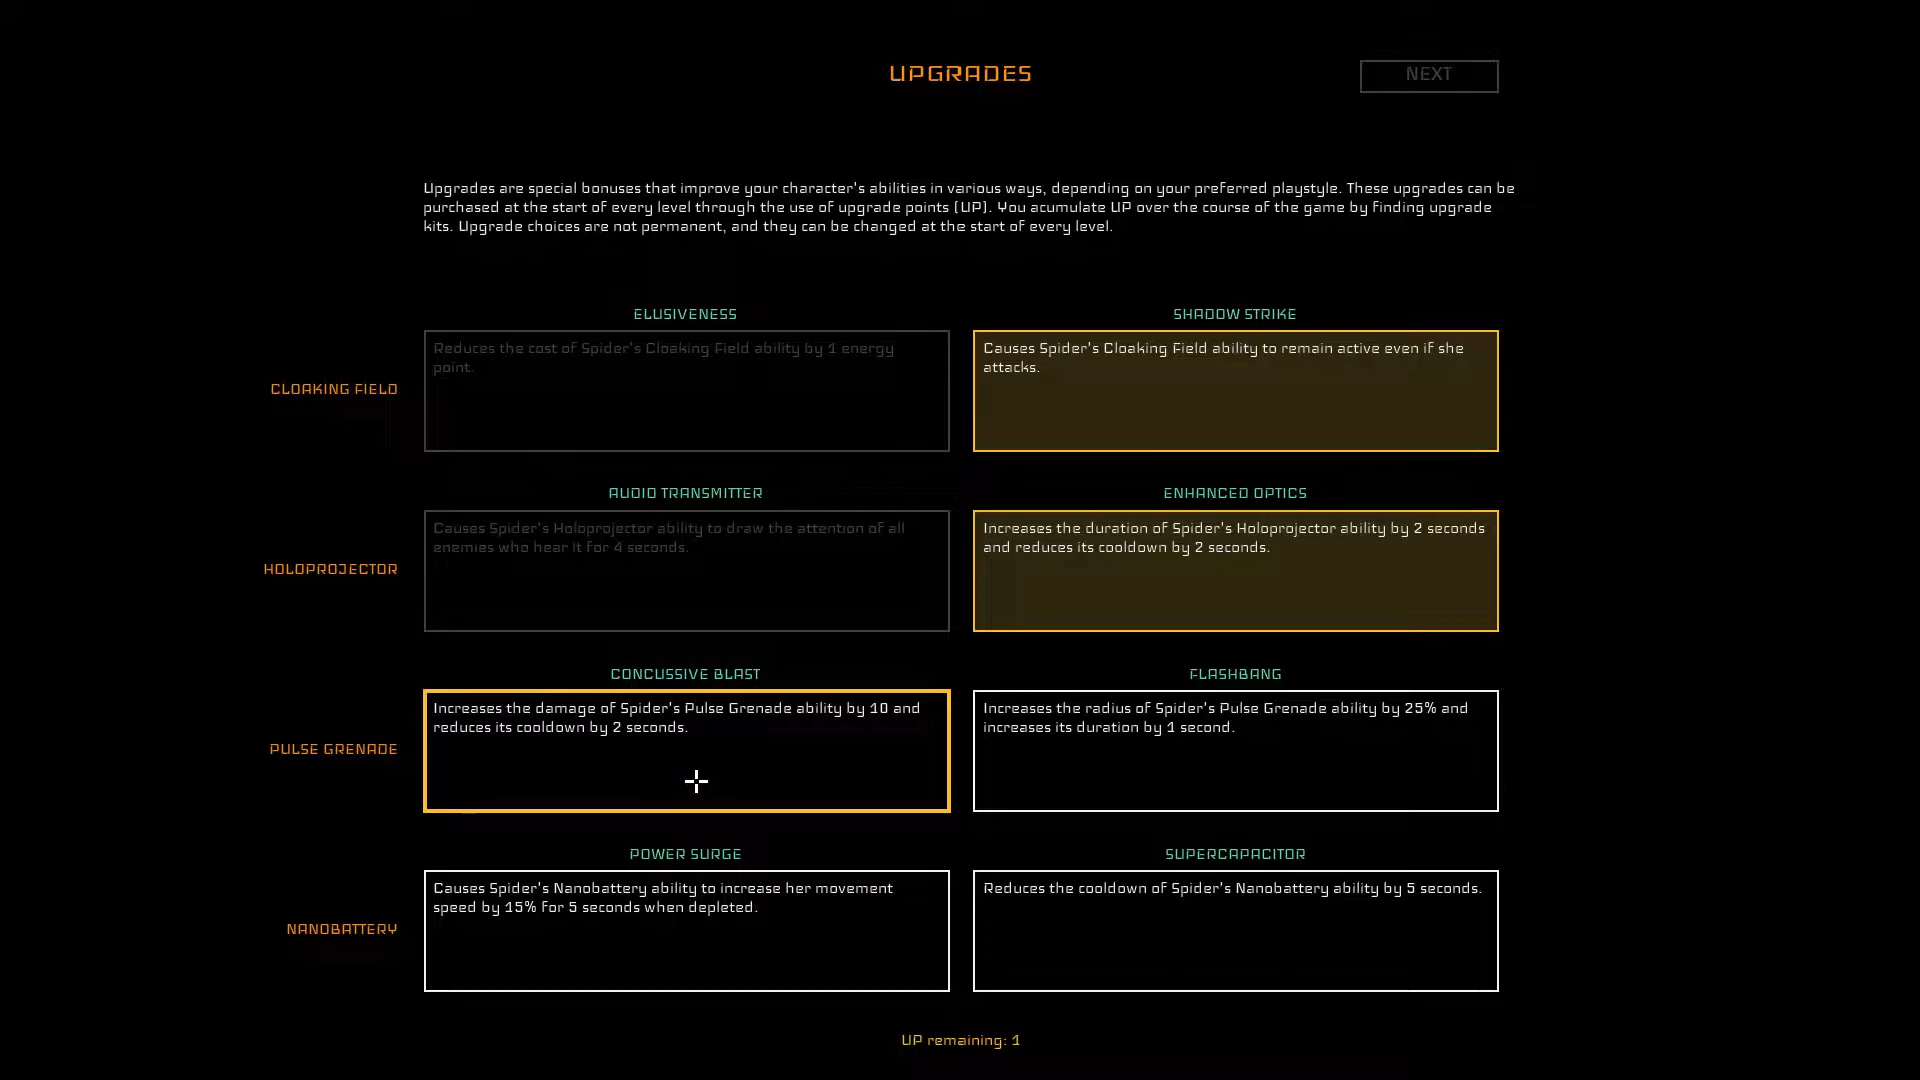 UPGRADES
NEXT
Upgrades are special bonuses that improve your character's abilities in various ways, depending on your preferred playstyle. These upgrades can be
purchased at the start of every level through the use of upgrade points (UP). You acumulate UP over the course of the game by finding upgrade
kits. Upgrade choices are not permanent, and they can be changed at the start of every level.
ELUSIVENESS
SHADOW STRIKE
CLOAKING FIELD
Reduces the cost of Spider's Cloaking Field ability by 1 energy
point.
Causes Spider's Cloaking Field ability to remain active even if she
attacks.
AUDIO TRANSMITTER
ENHANCED OPTICS
HOLOPROJECTOR
Causes Spider's Holoprojector ability to draw the attention of all
enemies who hear it for 4 seconds.
Increases the duration of Spider's Holoprojector ability by 2 seconds
and reduces its cooldown by 2 seconds.
CONCUSSIVE BLAST
FLASHBANG
PULSE GRENADE
Increases the damage of Spider's Pulse Grenade ability by 10 and
reduces its cooldown by 2 seconds.
Increases the radius of Spider's Pulse Grenade ability by 25% and
increases its duration by 1 second.
POWER SURGE
SUPERCAPACITOR
NANOBATTERY
Causes Spider's Nanobattery ability to increase her movement
speed by 15% for 5 seconds when depleted.
Reduces the cooldown of Spider's Nanobattery ability by 5 seconds.
UP remaining: 1